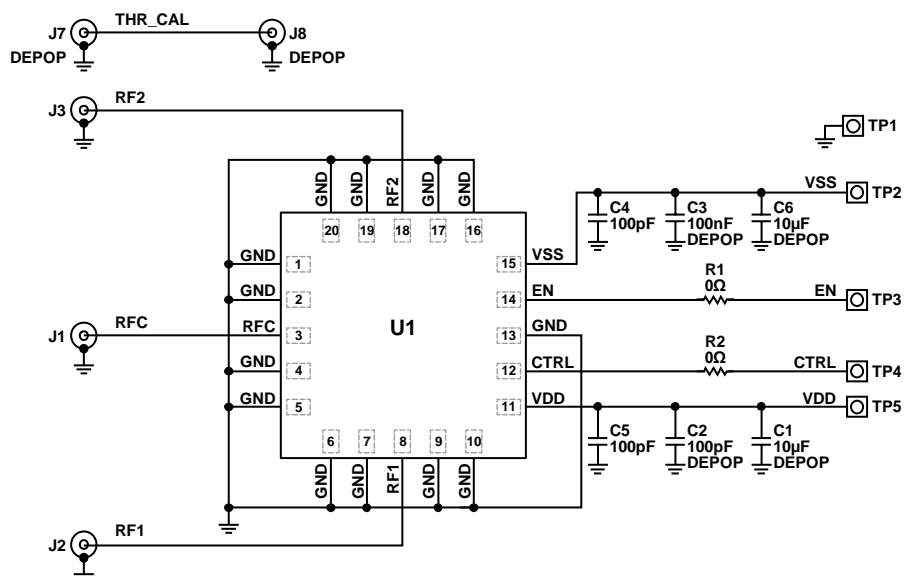 J7
THR_CAL
J8
DEPOP
DEPOP
J3
RF2
TP1
GND
GND
RF2
GND
GND
VSS
TP2
20
19
18
17
16
C4
100pF
C3
100nF
DEPOP
C6
10µF
DEPOP
GND
1
15
VSS
R1
0Ω
GND
2
14
EN
EN
TP3
J1
RFC
RFC
3
U1
13
GND
R2
0Ω
GND
4
12
CTRL
CTRL
TP4
GND
5
11
VDD
VDD
TP5
6
7
8
9
10
C5
100pF
C2
100pF
DEPOP
C1
10µF
DEPOP
GND
GND
RF1
GND
GND
J2
RF1